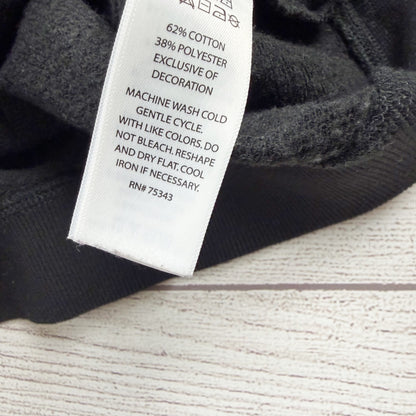 62% COTTON
38% POLYESTER
EXCLUSIVE OF
DECORATION
MACHINE WASH COLD
GENTLE CYCLE.
WITH LIKE COLORS. DO
NOT BLEACH. RESHAPE
AND DRY FLAT. COOL
IRON IF NECESSARY.
RN# 75343